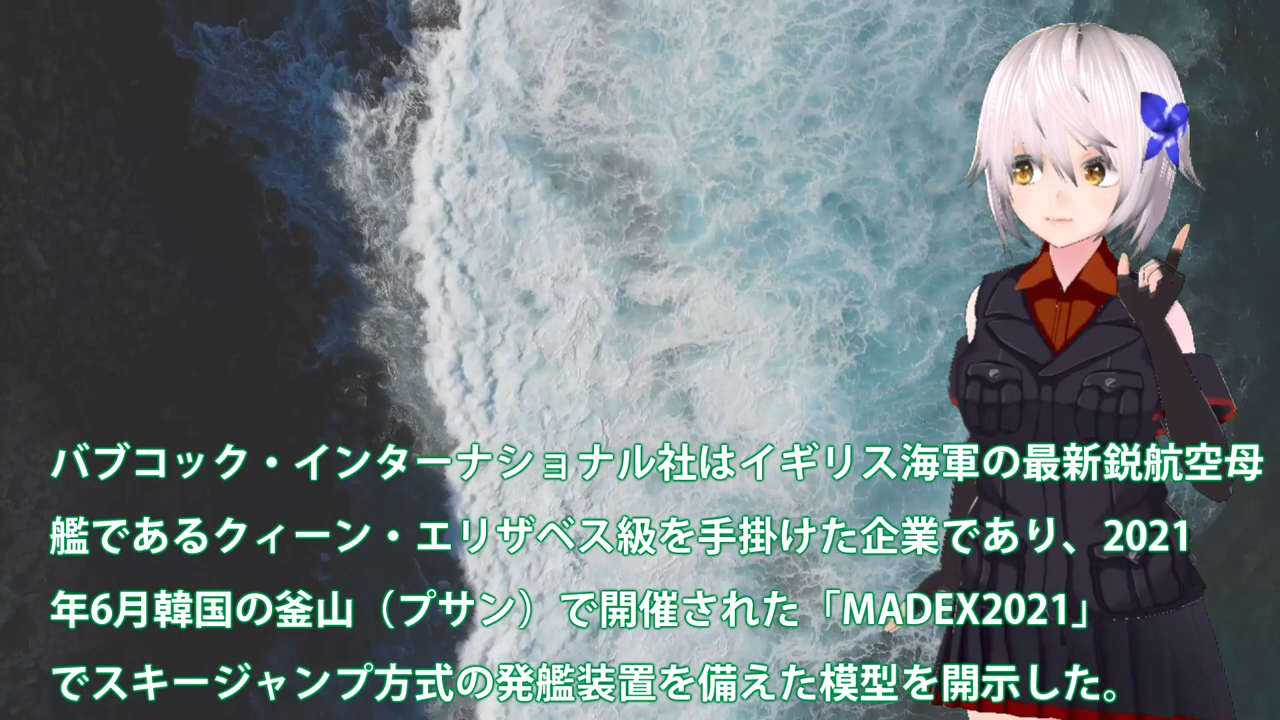 バブコック・インターナショナル社はイギリス海軍の最新鋭航空母
艦であるクィーン・エリザベス級を手掛けた企業であり、2021
年6月韓国の釜山（プサン）で開催された「MADEX2021」
でスキージャンプ方式の発艦装置を備えた模型を開示した。